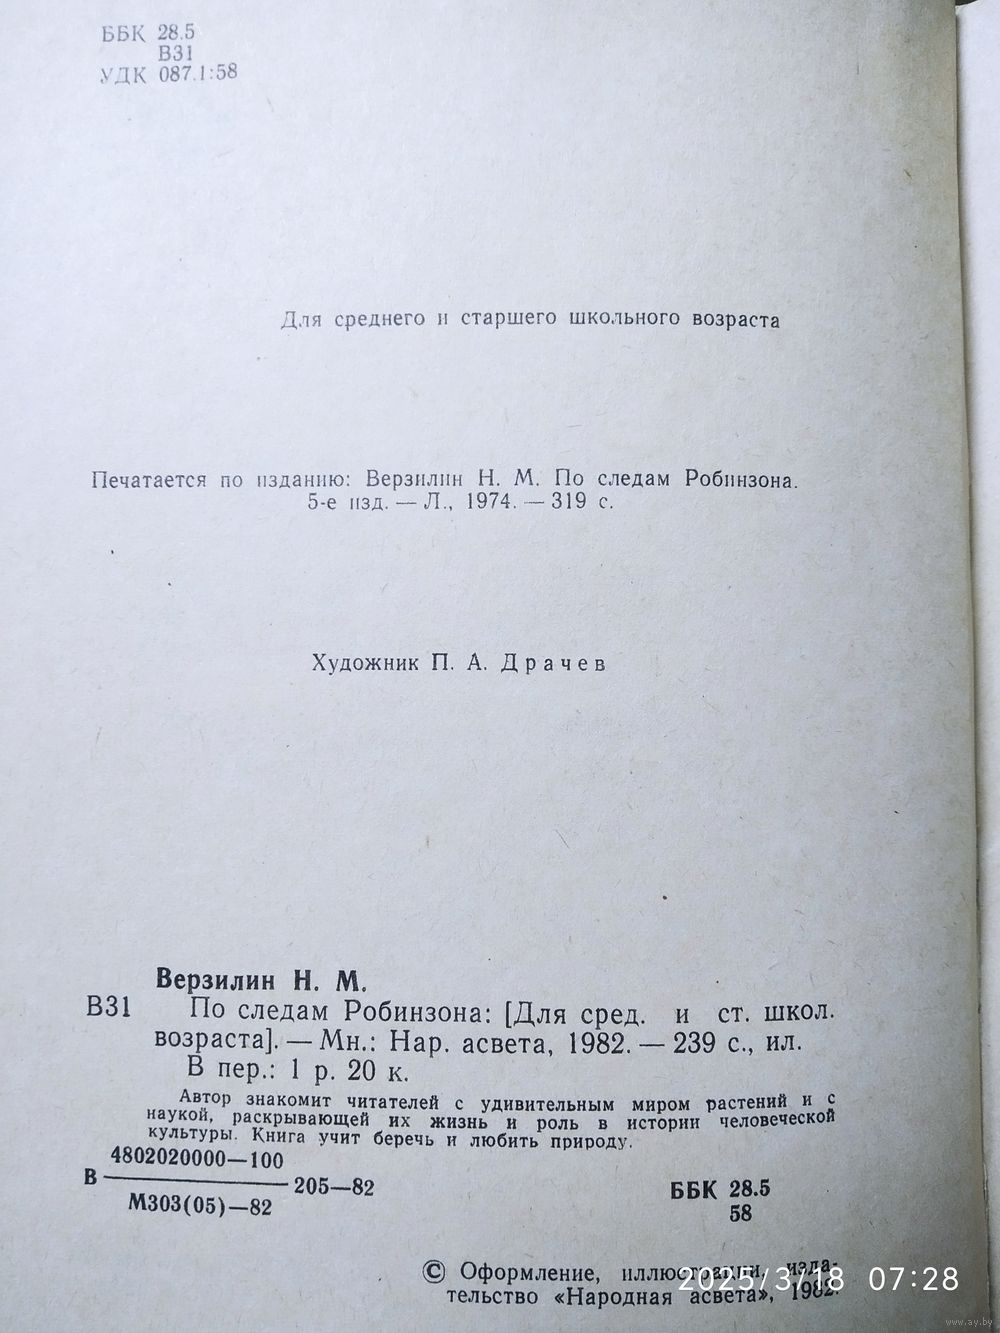 ББК 28.5
В31
УДК 087.1:58
Для среднего и старшего школьного возраста
Печатается по изданию: Верзилин Н. М. По следам Робинзона.
5-е изд. — Л., 1974. — 319 с.
Художник П. А. Драчев
Верзилин Н. М.
В31 По следам Робинзона: [Для сред. и ст. школ.
возраста]. — Мн.: Нар. асвета, 1982. — 239 с., ил.
В пер.: 1 р. 20 к.
Автор знакомит читателей с удивительным миром растений и с
наукой, раскрывающей их жизнь и роль в истории человеческой
культуры. Книга учит беречь и любить природу.
4802020000—100
В 205—82
М303(05)—82
ББК 28.5
58
© Оформление, иллюстрации, изда-
тельство «Народная асвета», 1982.
2025/3/18 07:28
www.ay.by